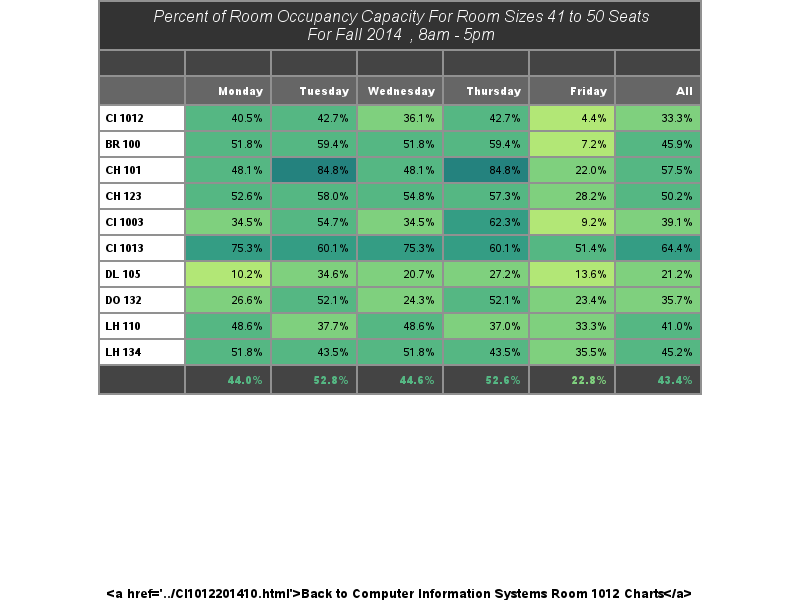 Percent of Room Occupancy Capacity For Room Sizes 41 to 50 Seats
For Fall 2014 , 8am - 5pm
Monday Tuesday Wednesday Thursday Friday All
CI 1012 40.5% 42.7% 36.1% 42.7% 4.4% 33.3%
BR 100 51.8% 59.4% 51.8% 59.4% 7.2% 45.9%
CH 101 48.1% 84.8% 48.1% 84.8% 22.0% 57.5%
CH 123 52.6% 58.0% 54.8% 57.3% 28.2% 50.2%
CI 1003 34.5% 54.7% 34.5% 62.3% 9.2% 39.1%
CI 1013 75.3% 60.1% 75.3% 60.1% 51.4% 64.4%
DL 105 10.2% 34.6% 20.7% 27.2% 13.6% 21.2%
DO 132 26.6% 52.1% 24.3% 52.1% 23.4% 35.7%
LH 110 48.6% 37.7% 48.6% 37.0% 33.3% 41.0%
LH 134 51.8% 43.5% 51.8% 43.5% 35.5% 45.2%
44.0% 52.8% 44.6% 52.6% 22.8% 43.4%
<a href='../CI1012201410.html'>Back to Computer Information Systems Room 1012 Charts</a>